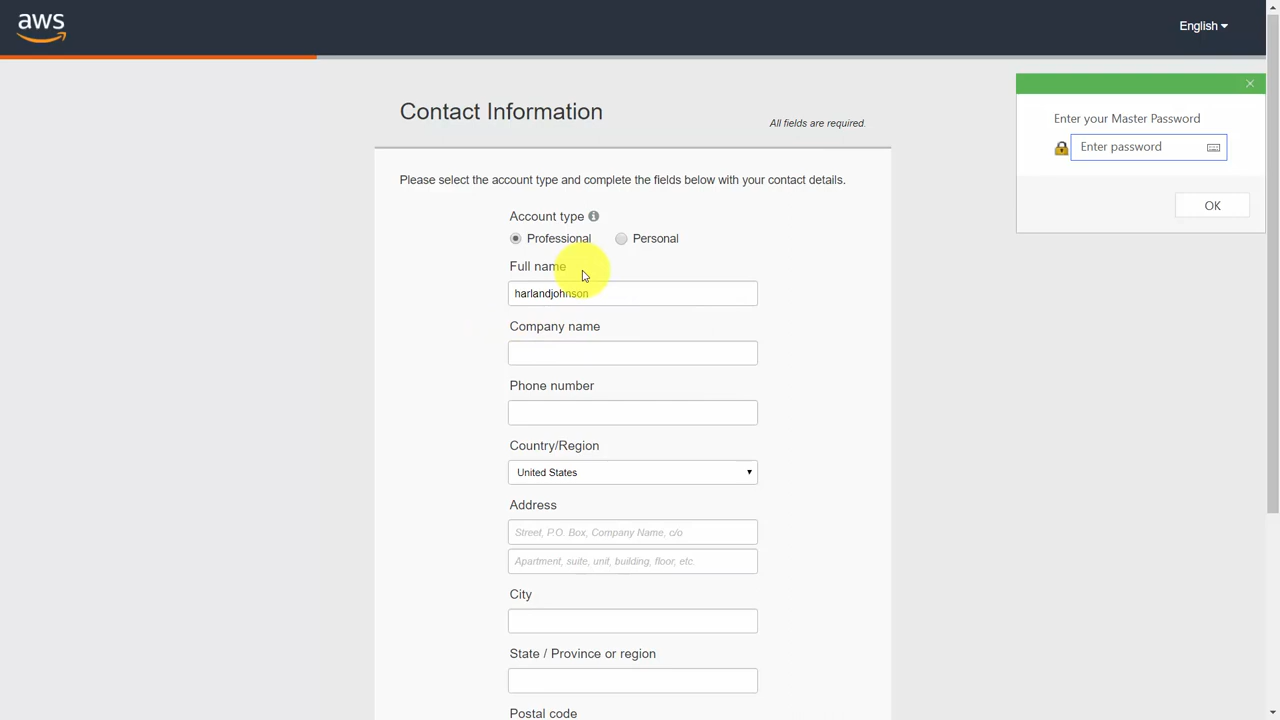 aws
English
Contact Information
All fields are required.
Enter your Master Password
Enter password
OK
Please select the account type and complete the fields below with your contact details.
Account type
Professional Personal
Full name
harlandjohnson
Company name
Phone number
Country/Region
United States
Address
Street, P.O. Box, Company Name, c/o
Apartment, suite, unit, building, floor, etc.
City
State / Province or region
Postal code